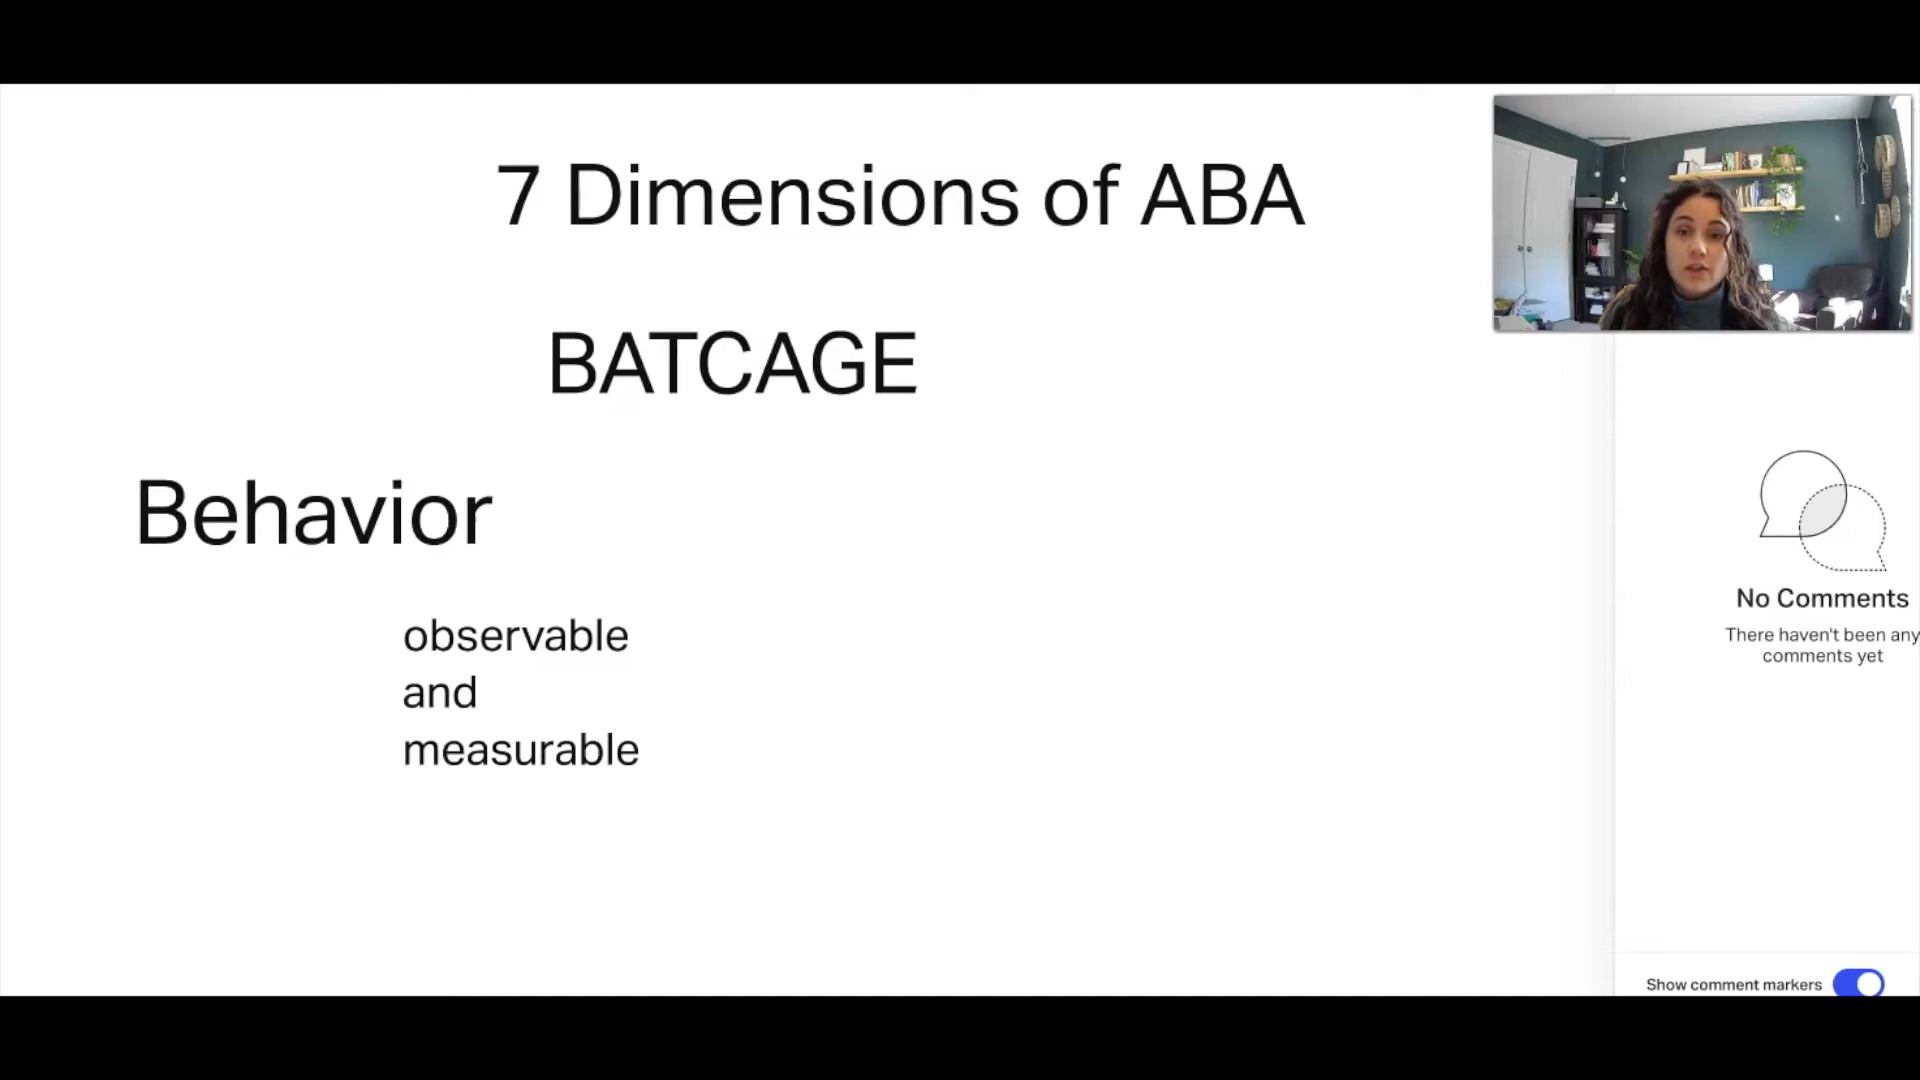 7 Dimensions of ABA
BATCAGE
Behavior
observable
and
measurable
No Comments
There haven't been any
comments yet
Show comment markers